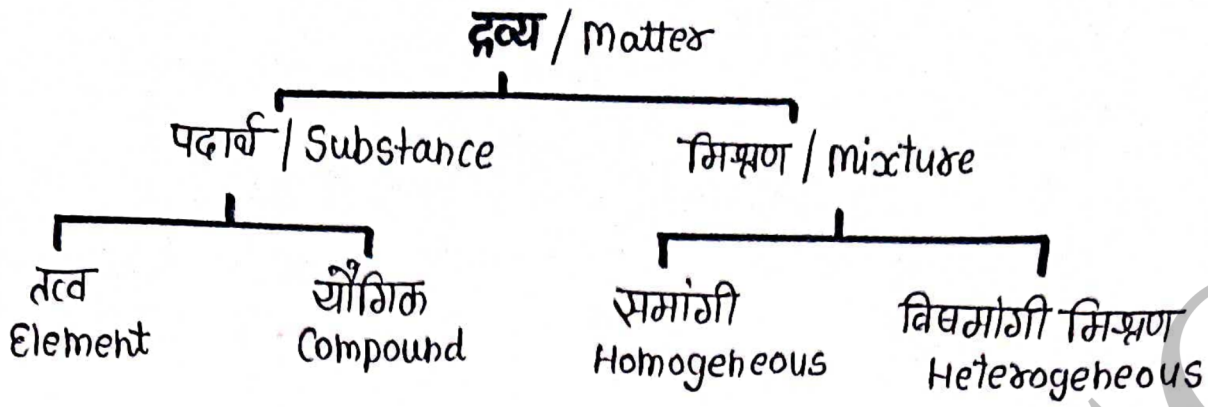 द्रव्य / Matter
पदार्थ / Substance
मिश्रण / mixture
तत्व
Element
यौगिक
Compound
समांगी
Homogeneous
विषमांगी मिश्रण
Heterogeneous